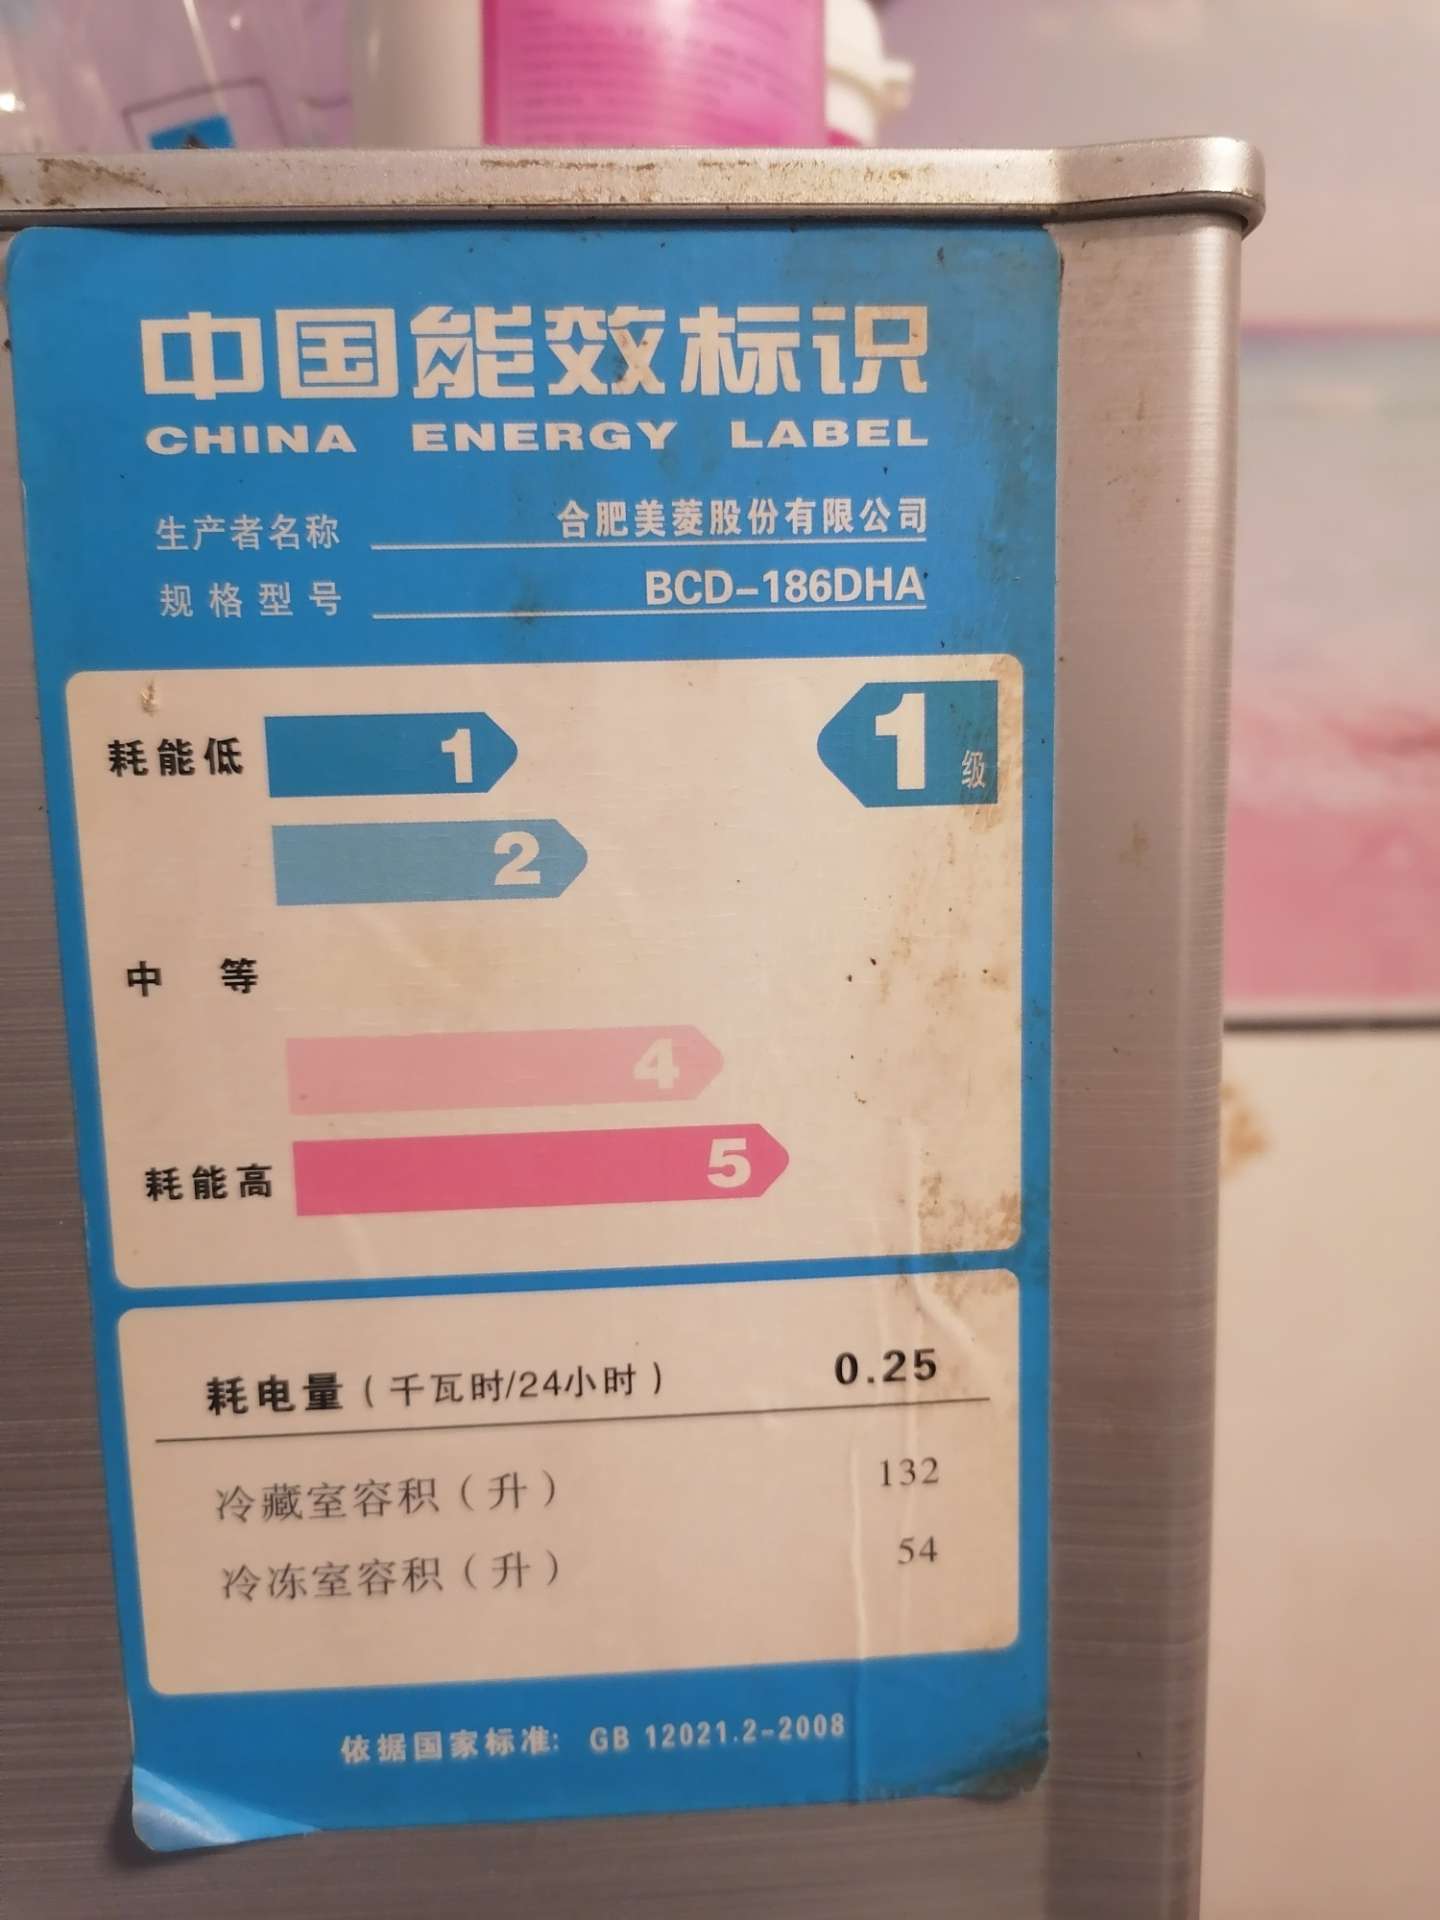 中国能效标识
CHINA ENERGY LABEL
生产者名称 合肥美菱股份有限公司
规格型号 BCD-186DHA
耗能低 1 1级
2
中 等
4
耗能高 5
耗电量(千瓦时/24小时) 0.25
冷藏室容积(升) 132
冷冻室容积(升) 54
依据国家标准: GB 12021.2-2008